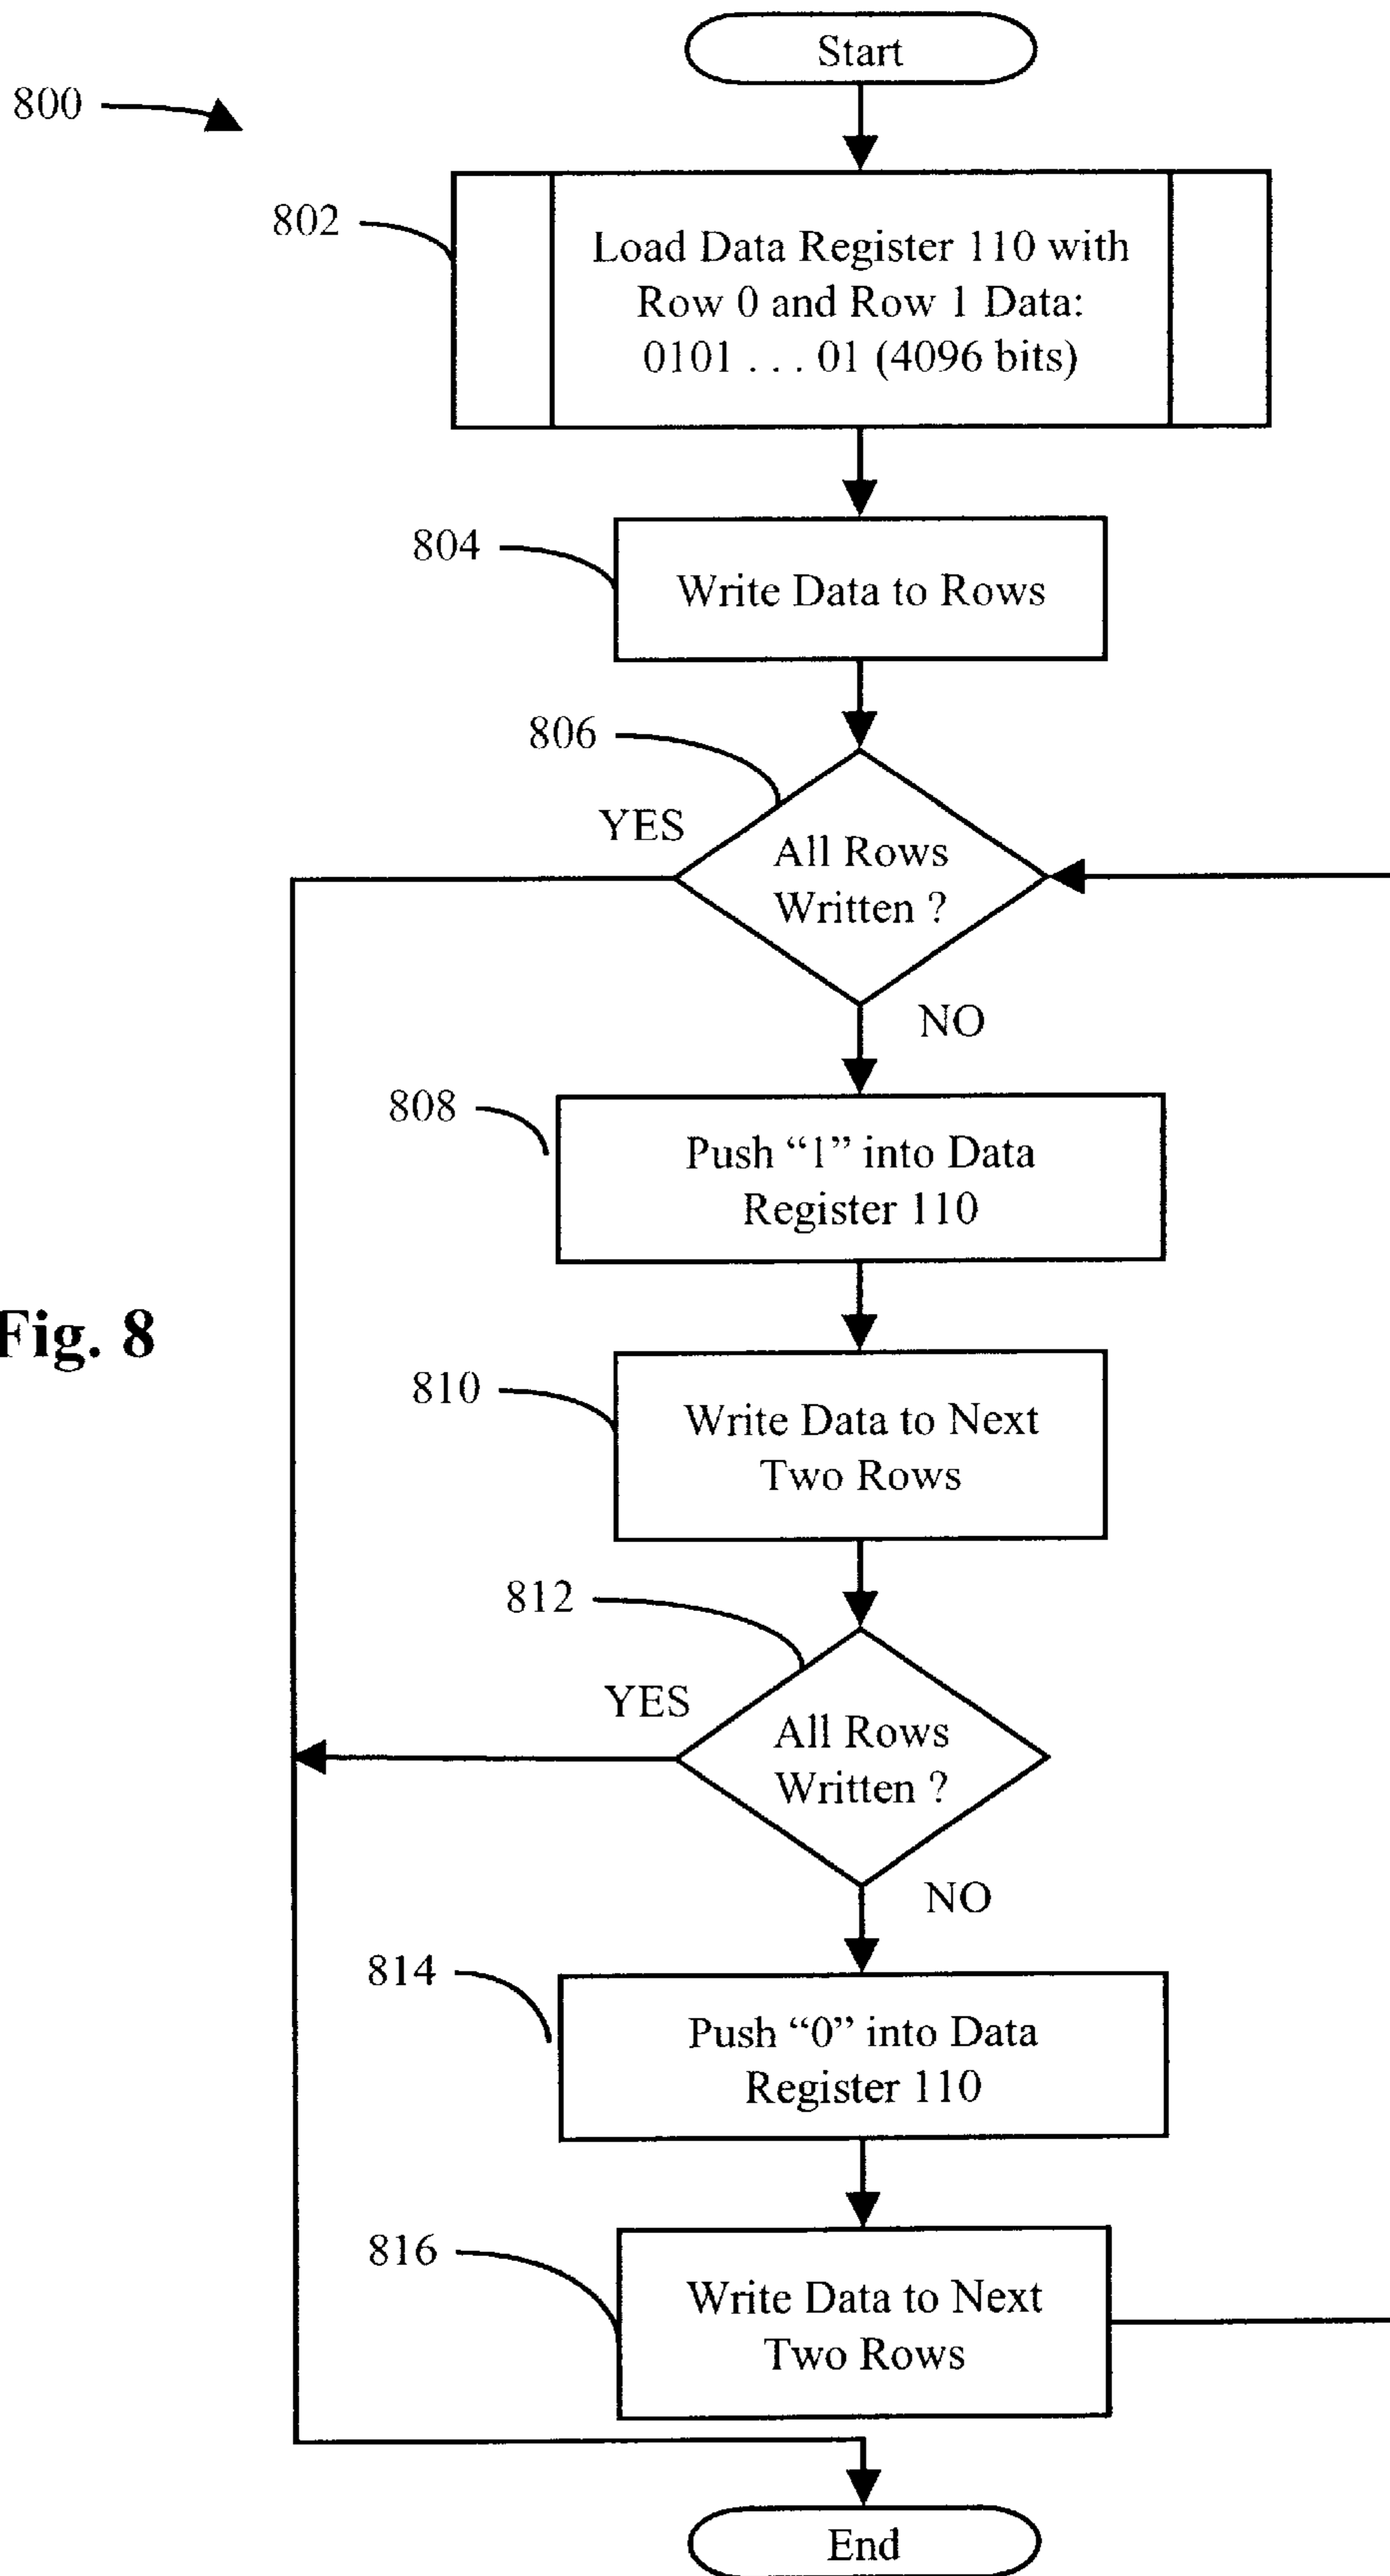 Start
800
802
Load Data Register 110 with
Row 0 and Row 1 Data:
0101 . . . 01 (4096 bits)
804
Write Data to Rows
806
YES
All Rows
Written ?
NO
808
Push “1” into Data
Register 110
Fig. 8
810
Write Data to Next
Two Rows
812
YES
All Rows
Written ?
NO
814
Push “0” into Data
Register 110
816
Write Data to Next
Two Rows
End